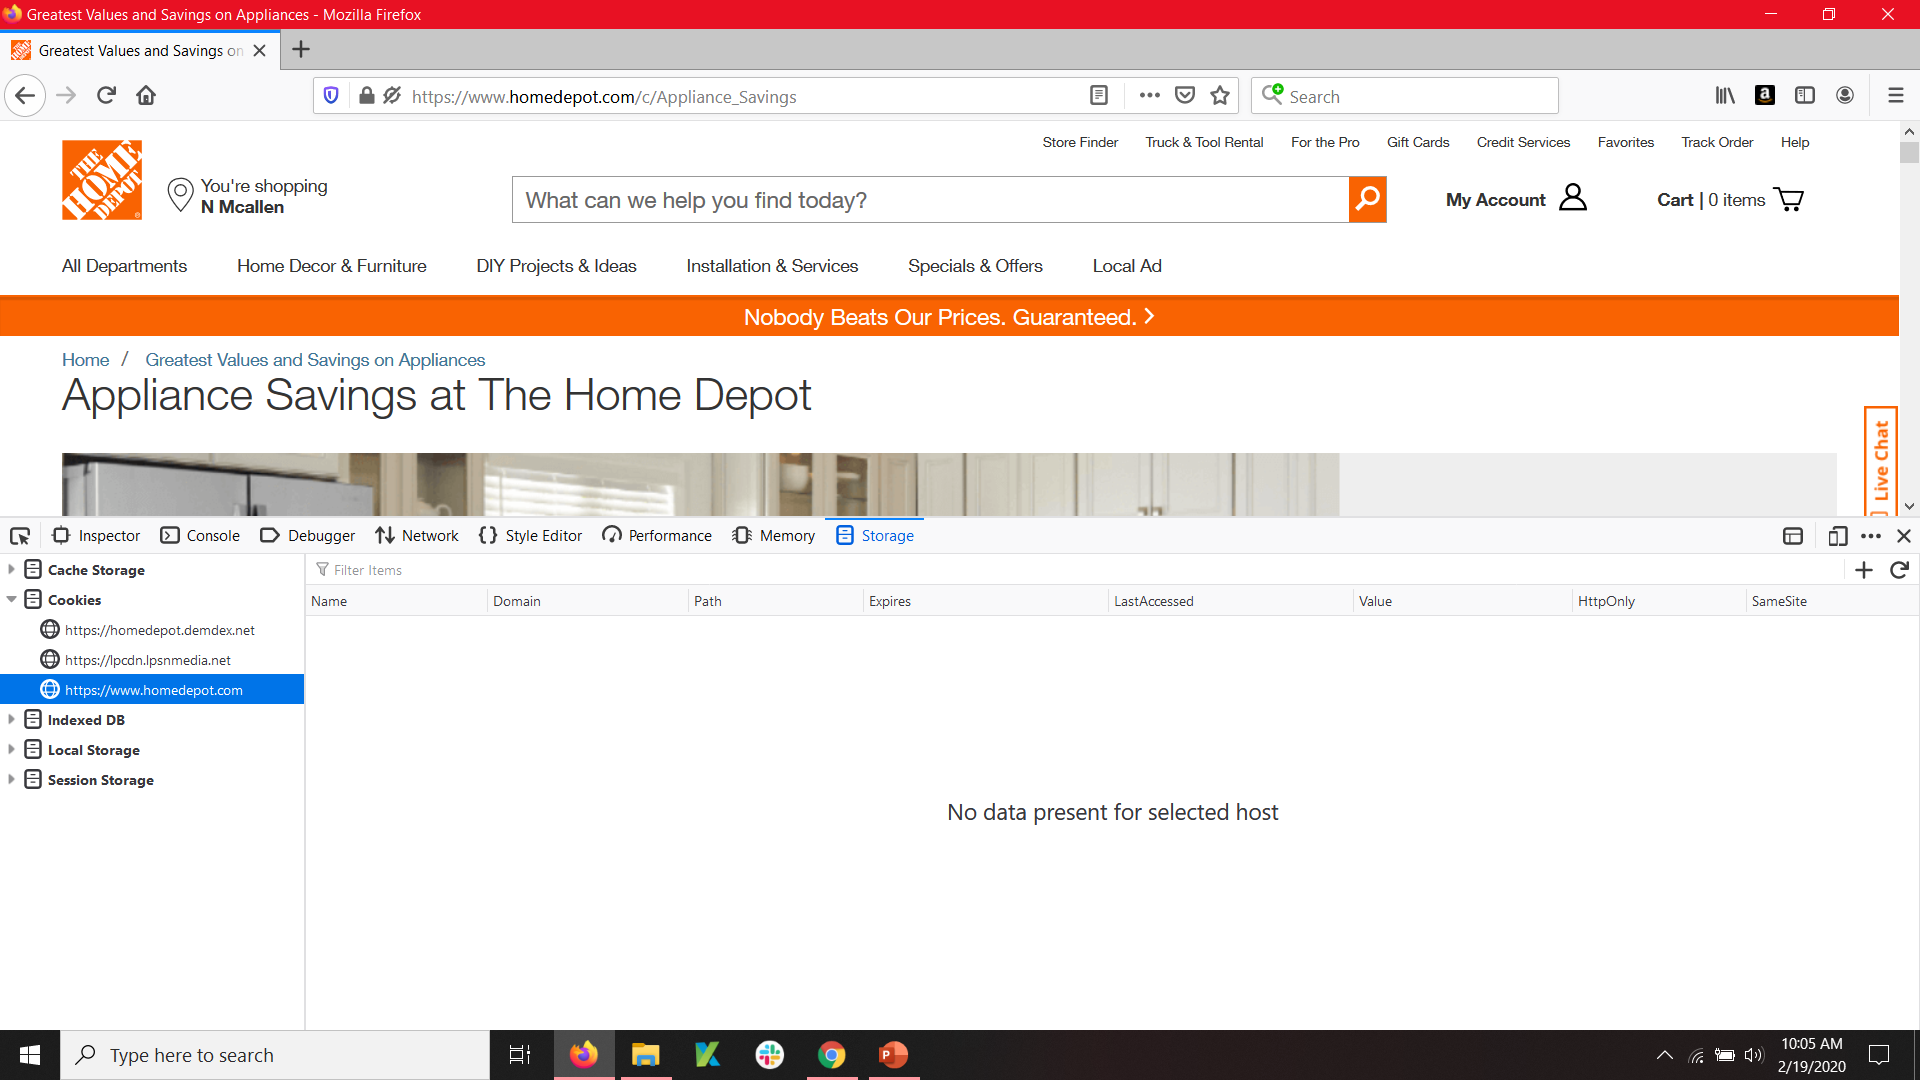 Greatest Values and Savings on Appliances - Mozilla Firefox
Greatest Values and Savings on
https://www.homedepot.com/c/Appliance_Savings
Search
Store Finder
Truck & Tool Rental
For the Pro
Gift Cards
Credit Services
Favorites
Track Order
Help
THE HOME DEPOT
You're shopping
N Mcallen
What can we help you find today?
My Account
Cart | 0 items
All Departments
Home Decor & Furniture
DIY Projects & Ideas
Installation & Services
Specials & Offers
Local Ad
Nobody Beats Our Prices. Guaranteed. >
Home / Greatest Values and Savings on Appliances
Appliance Savings at The Home Depot
Live Chat
Inspector
Console
Debugger
Network
Style Editor
Performance
Memory
Storage
Cache Storage
Cookies
https://homedepot.demdex.net
https://lpcdn.lpsnmedia.net
https://www.homedepot.com
Indexed DB
Local Storage
Session Storage
Filter Items
Name
Domain
Path
Expires
LastAccessed
Value
HttpOnly
SameSite
No data present for selected host
Type here to search
10:05 AM
2/19/2020